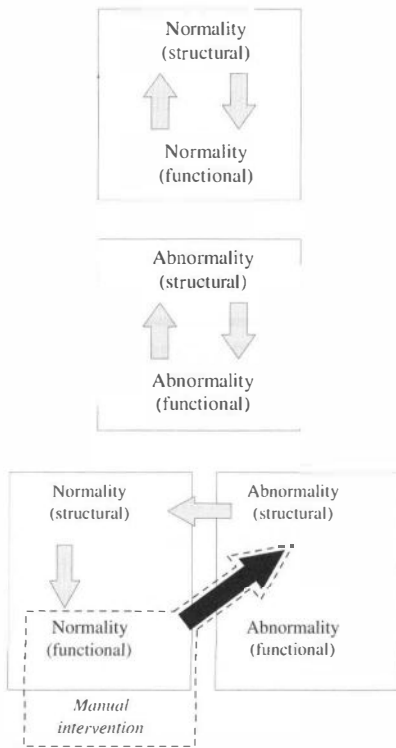 Normality
(structural)
Normality
(functional)
Abnormality
(structural)
Abnormality
(functional)
Normality
(structural)
Abnormality
(structural)
Normality
(functional)
Abnormality
(functional)
Manual
intervention